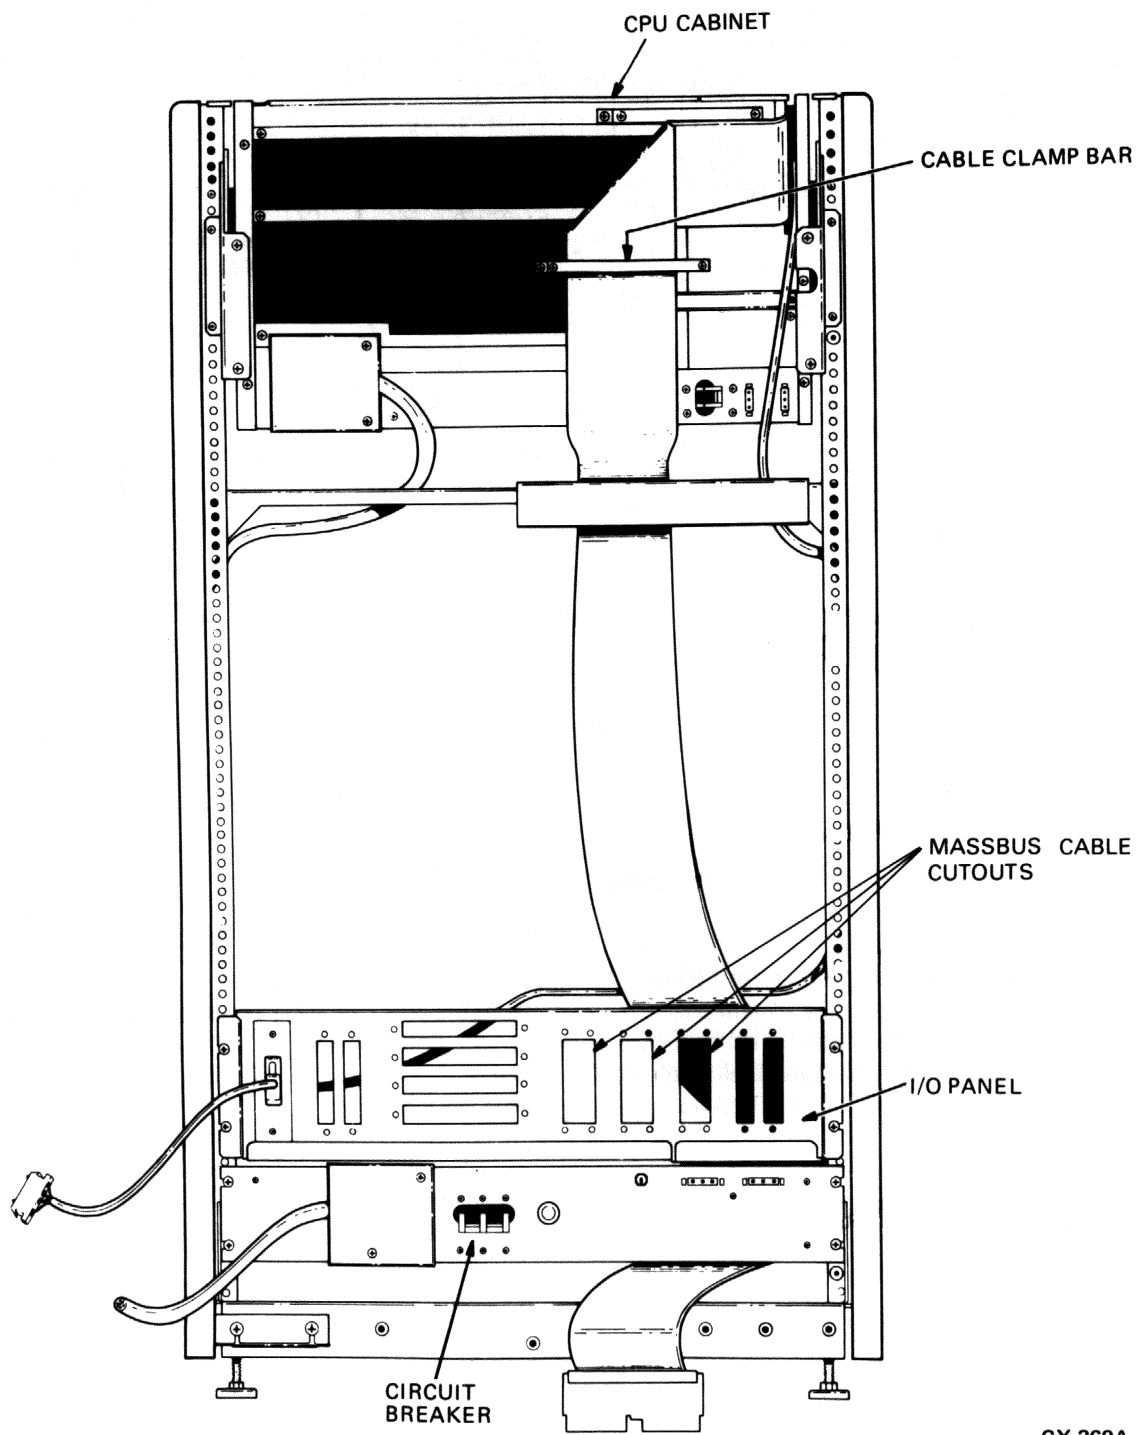 CPU CABINET
CABLE CLAMP BAR
MASSBUS CABLE
CUTOUTS
I/O PANEL
CIRCUIT
BREAKER